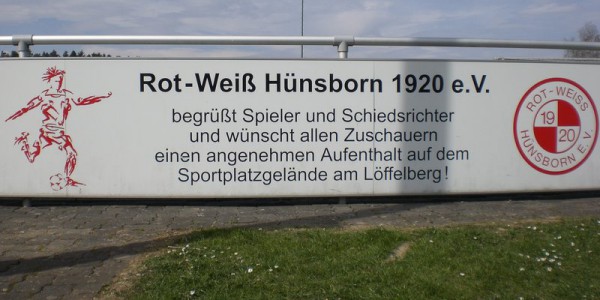 Rot-Weiß Hünsborn 1920 e.V.
begrüßt Spieler und Schiedsrichter
und wünscht allen Zuschauern
einen angenehmen Aufenthalt auf dem
Sportplatzgelände am Löffelberg!
ROT-WEISS
19
20
HÜNSBORN E.V.